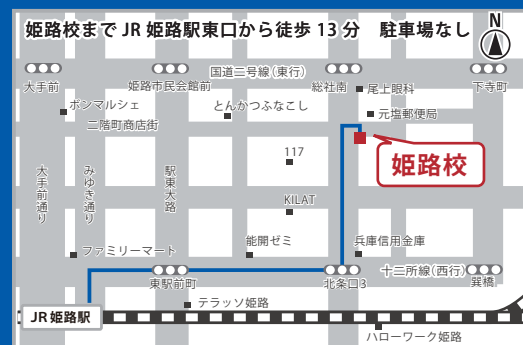 姫路校まで JR 姫路駅東口から徒歩 13 分　駐車場なし
N
国道二号線(東行)
大手前
姫路市民会館前
総社南
尾上眼科
下寺町
ボンマルシェ
とんかつふなこし
元塩郵便局
二階町商店街
117
姫路校
大手前通り
みゆき通り
駅東大路
KILAT
ファミリーマート
能開ゼミ
兵庫信用金庫
十二所線(西行)
東駅前町
北条口3
巽橋
テラッソ姫路
JR 姫路駅
ハローワーク姫路